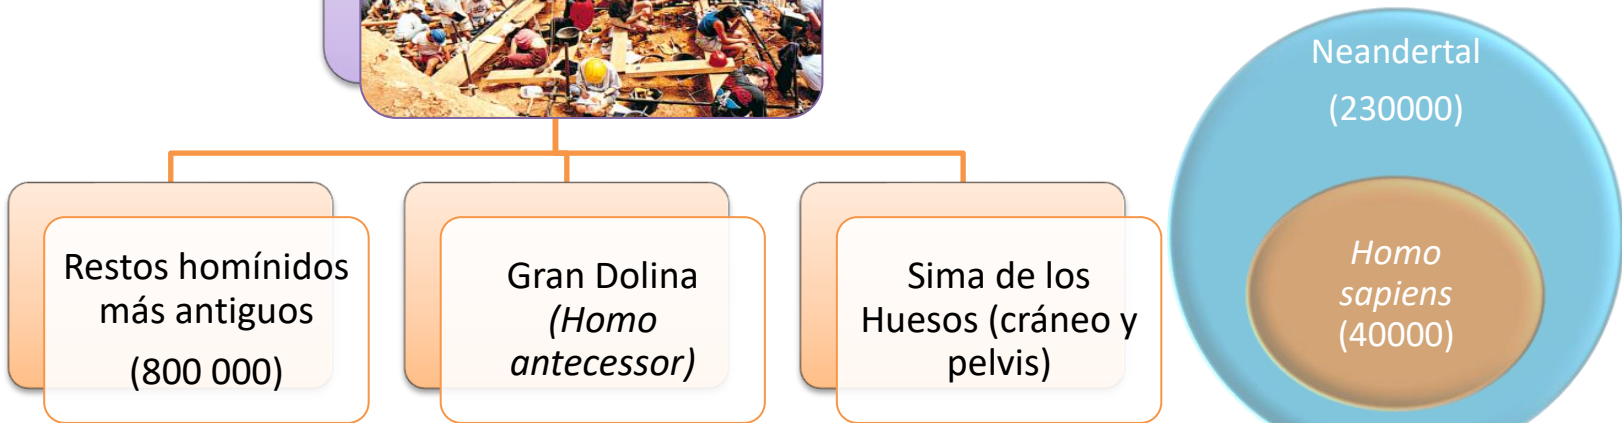 Restos homínidos
más antiguos
(800 000)
Gran Dolina
(Homo
antecessor)
Sima de los
Huesos (cráneo y
pelvis)
Neandertal
(230000)
Homo
sapiens
(40000)